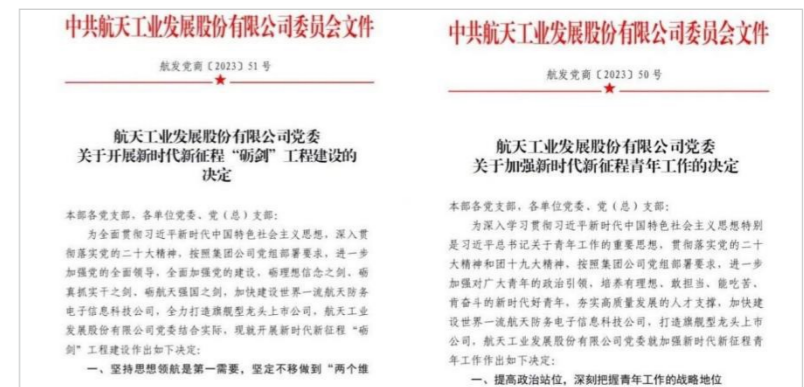 中共航天工业发展股份有限公司委员会文件
航发党商〔2023〕51号
航天工业发展股份有限公司党委
关于开展新时代新征程“砺剑”工程建设的
决定
本部各党支部，各单位党委、党（总）支部：
为全面贯彻习近平新时代中国特色社会主义思想，深入贯
彻落实党的二十大精神，按照集团公司党组部署要求，进一步
加强党的全面领导，全面加强党的建设，砺理想信念之剑、砺
真抓实干之剑、砺航天强国之剑，加快建设世界一流航天防务
电子信息科技公司，全力打造旗舰型龙头上市公司，航天工业
发展股份有限公司党委结合实际，现就开展新时代新征程“砺
剑”工程建设作出如下决定：
一、坚持思想领航是第一需要，坚定不移做到“两个维
中共航天工业发展股份有限公司委员会文件
航发党商〔2023〕50号
航天工业发展股份有限公司党委
关于加强新时代新征程青年工作的决定
本部各党支部，各单位党委、党（总）支部：
为深入学习贯彻习近平新时代中国特色社会主义思想特别
是习近平总书记关于青年工作的重要思想，贯彻落实党的二十
大精神和团十九大精神，按照集团公司党组部署要求，进一步
加强对广大青年的政治引领，培养有理想、敢担当、能吃苦、
肯奋斗的新时代好青年，夯实高质量发展的人才支撑，加快建
设世界一流航天防务电子信息科技公司，打造旗舰型龙头上市
公司，航天工业发展股份有限公司党委就加强新时代新征程青
年工作作出如下决定：
一、提高政治站位，深刻把握青年工作的战略地位